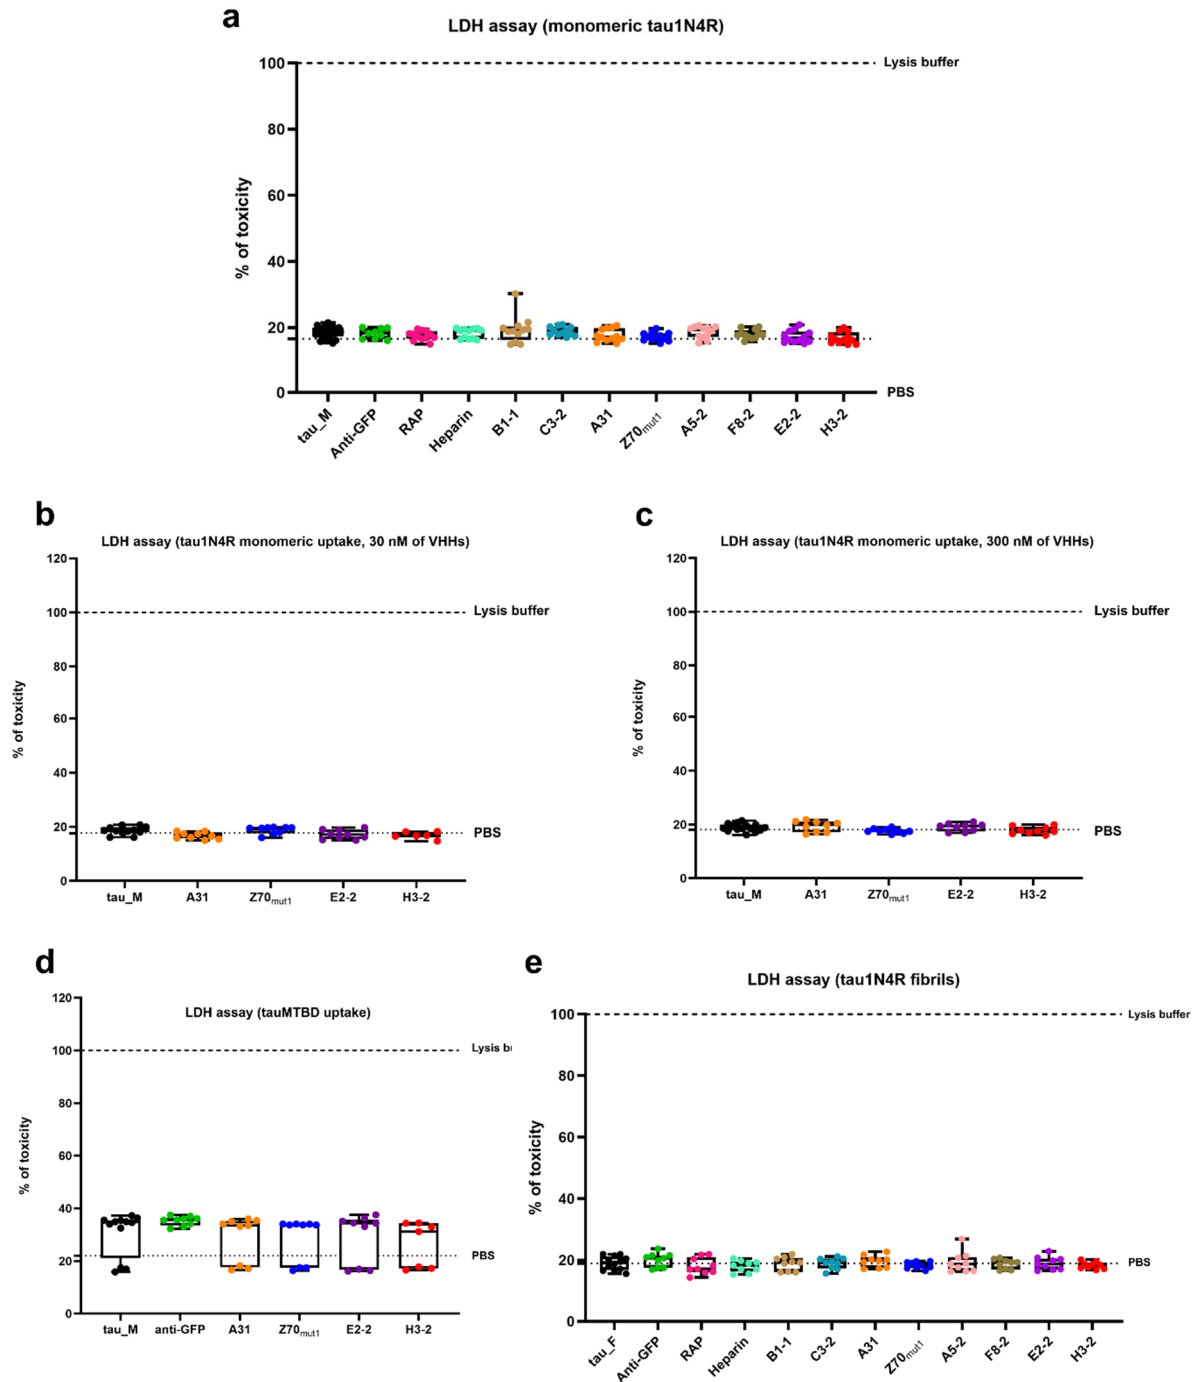 a
LDH assay (monomeric tau1N4R)
% of toxicity
100
80
60
40
20
0
Lysis buffer
PBS
tau_M Anti-GFP RAP Heparin B1-1 C3-2 A31 Z70mut1 A5-2 F8-2 E2-2 H3-2
b
LDH assay (tau1N4R monomeric uptake, 30 nM of VHHs)
% of toxicity
120
100
80
60
40
20
0
Lysis buffer
PBS
tau_M A31 Z70mut1 E2-2 H3-2
c
LDH assay (tau1N4R monomeric uptake, 300 nM of VHHs)
% of toxicity
120
100
80
60
40
20
0
Lysis buffer
PBS
tau_M A31 Z70mut1 E2-2 H3-2
d
LDH assay (tauMTBD uptake)
% of toxicity
120
100
80
60
40
20
0
Lysis b
PBS
tau_M anti-GFP A31 Z70mut1 E2-2 H3-2
e
LDH assay (tau1N4R fibrils)
% of toxicity
100
80
60
40
20
0
Lysis buffer
PBS
tau_F Anti-GFP RAP Heparin B1-1 C3-2 A31 Z70mut1 A5-2 F8-2 E2-2 H3-2